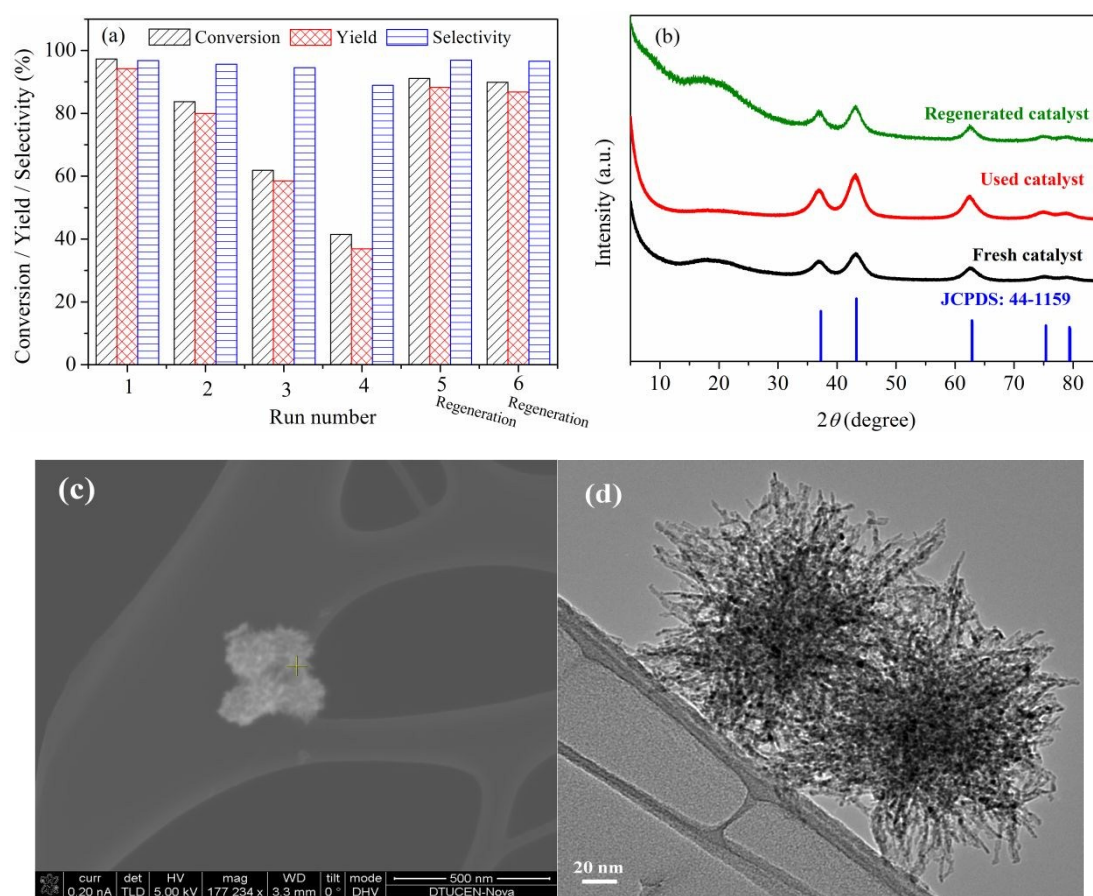 (a)
Conversion Yield Selectivity
Conversion / Yield / Selectivity (%)
100
80
60
40
20
0
1 2 3 4 5 6
Regeneration Regeneration
Run number
(b)
Regenerated catalyst
Used catalyst
Fresh catalyst
JCPDS: 44-1159
Intensity (a.u.)
10 20 30 40 50 60 70 80
2θ (degree)
(c)
curr det HV mag WD tilt mode 500 nm
0.20 nA TLD 5.00 kV 177 234 x 3.3 mm 0 ° DHV DTUCEN-Nova
(d)
20 nm